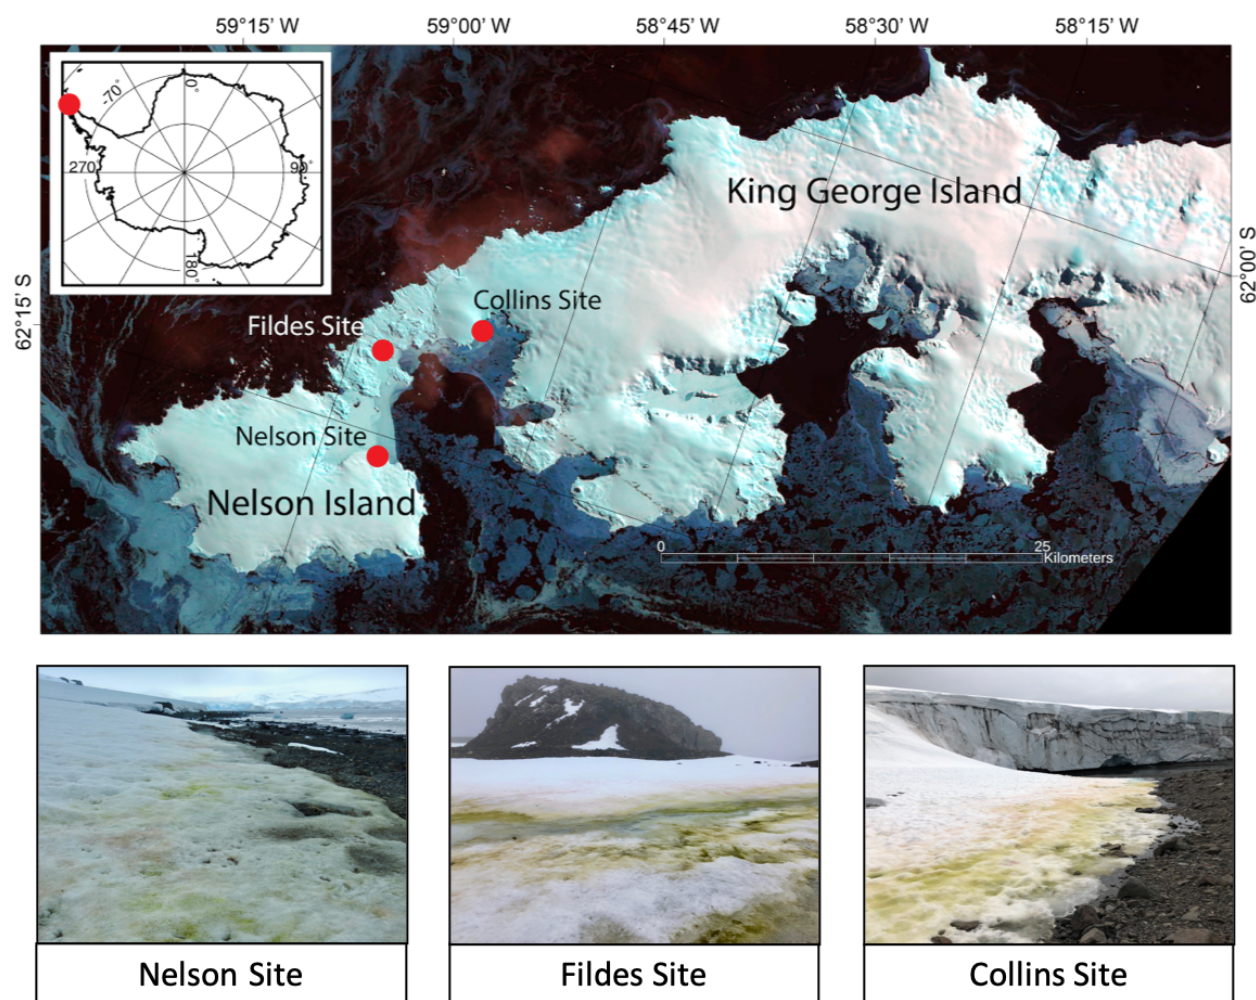 59°15' W
59°00' W
58°45' W
58°30' W
58°15' W
-70°
0°
270°
90°
180°
King George Island
62°00' S
62°15' S
Collins Site
Fildes Site
Nelson Site
Nelson Island
0
25
Kilometers
Nelson Site
Fildes Site
Collins Site